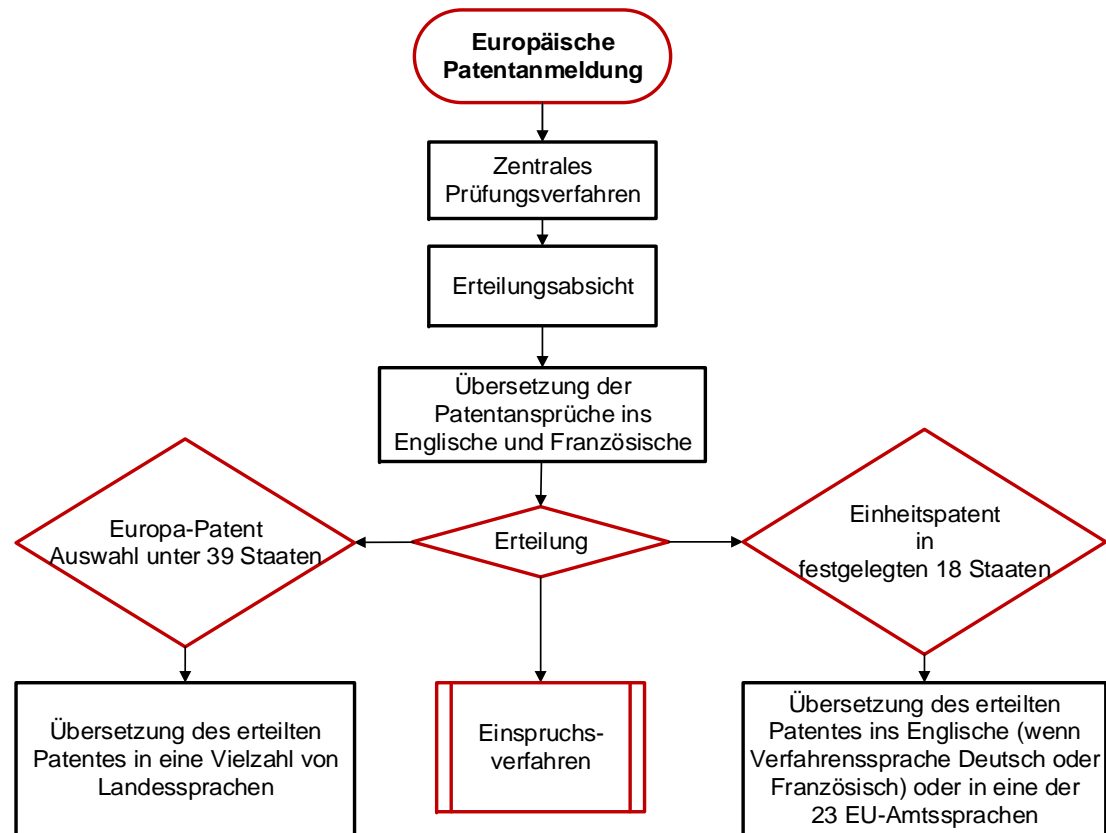 Europäische
Patentanmeldung
Zentrales
Prüfungsverfahren
Erteilungsabsicht
Übersetzung der
Patentansprüche ins
Englische und Französische
Europa-Patent
Auswahl unter 39 Staaten
Erteilung
Einheitspatent
in
festgelegten 18 Staaten
Übersetzung des erteilten
Patentes in eine Vielzahl von
Landessprachen
Einspruchs-
verfahren
Übersetzung des erteilten
Patentes ins Englische (wenn
Verfahrenssprache Deutsch oder
Französisch) oder in eine der
23 EU-Amtssprachen